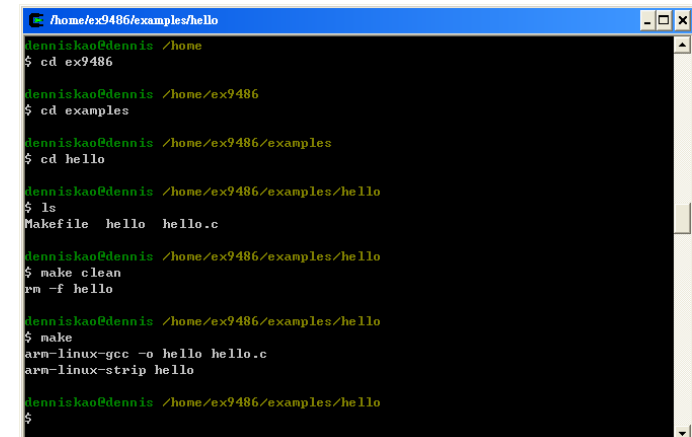 /home/ex9486/examples/hello
denniskao@dennis /home
$ cd ex9486
denniskao@dennis /home/ex9486
$ cd examples
denniskao@dennis /home/ex9486/examples
$ cd hello
denniskao@dennis /home/ex9486/examples/hello
$ ls
Makefile  hello  hello.c
denniskao@dennis /home/ex9486/examples/hello
$ make clean
rm -f hello
denniskao@dennis /home/ex9486/examples/hello
$ make
arm-linux-gcc -o hello hello.c
arm-linux-strip hello
denniskao@dennis /home/ex9486/examples/hello
$